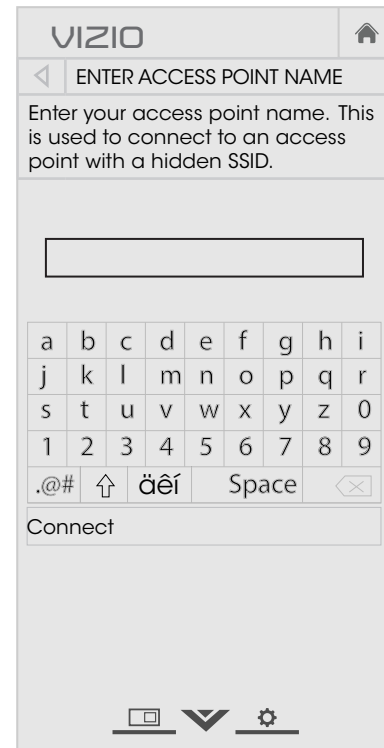 VIZIO
ENTER ACCESS POINT NAME
Enter your access point name. This
is used to connect to an access
point with a hidden SSID.
a b c d e f g h i
j k l m n o p q r
s t u v w x y z 0
1 2 3 4 5 6 7 8 9
.@# äêí Space
Connect